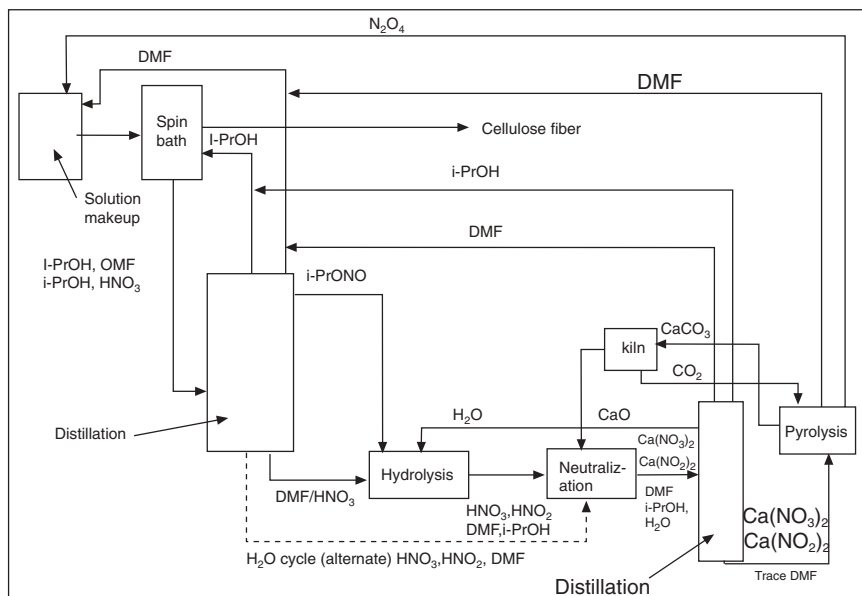 N₂O₄
DMF
DMF
Spin
bath
Cellulose fiber
I-PrOH
i-PrOH
Solution
makeup
DMF
I-PrOH, OMF
i-PrOH, HNO₃
i-PrONO
CaCO₃
kiln
CO₂
H₂O
CaO
Pyrolysis
Distillation
Ca(NO₃)₂
Ca(NO₂)₂
Hydrolysis
Neutraliz-
ation
DMF/HNO₃
HNO₃,HNO₂
DMF,i-PrOH
DMF
i-PrOH,
H₂O
Ca(NO₃)₂
Ca(NO₂)₂
H₂O cycle (alternate) HNO₃,HNO₂, DMF
Trace DMF
Distillation